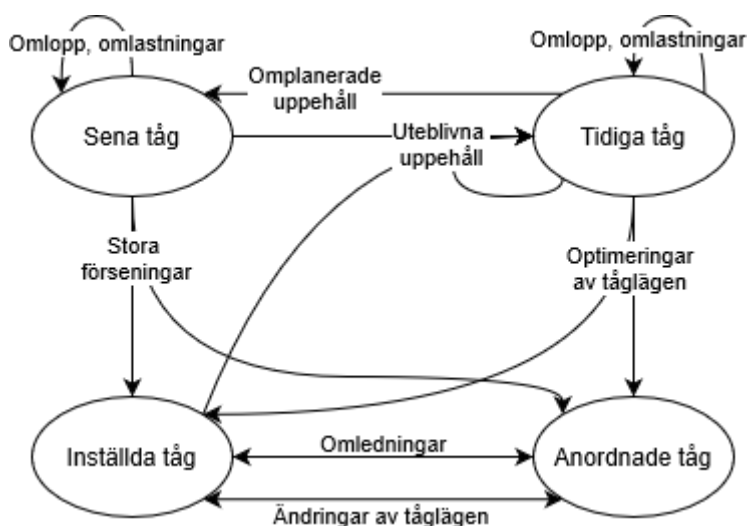 Omlopp, omlastningar
Omlopp, omlastningar
Omplanerade
uppehåll
Sena tåg
Uteblivna
uppehåll
Tidiga tåg
Stora
förseningar
Optimeringar
av tåglägen
Inställda tåg
Omledningar
Anordnade tåg
Ändringar av tåglägen